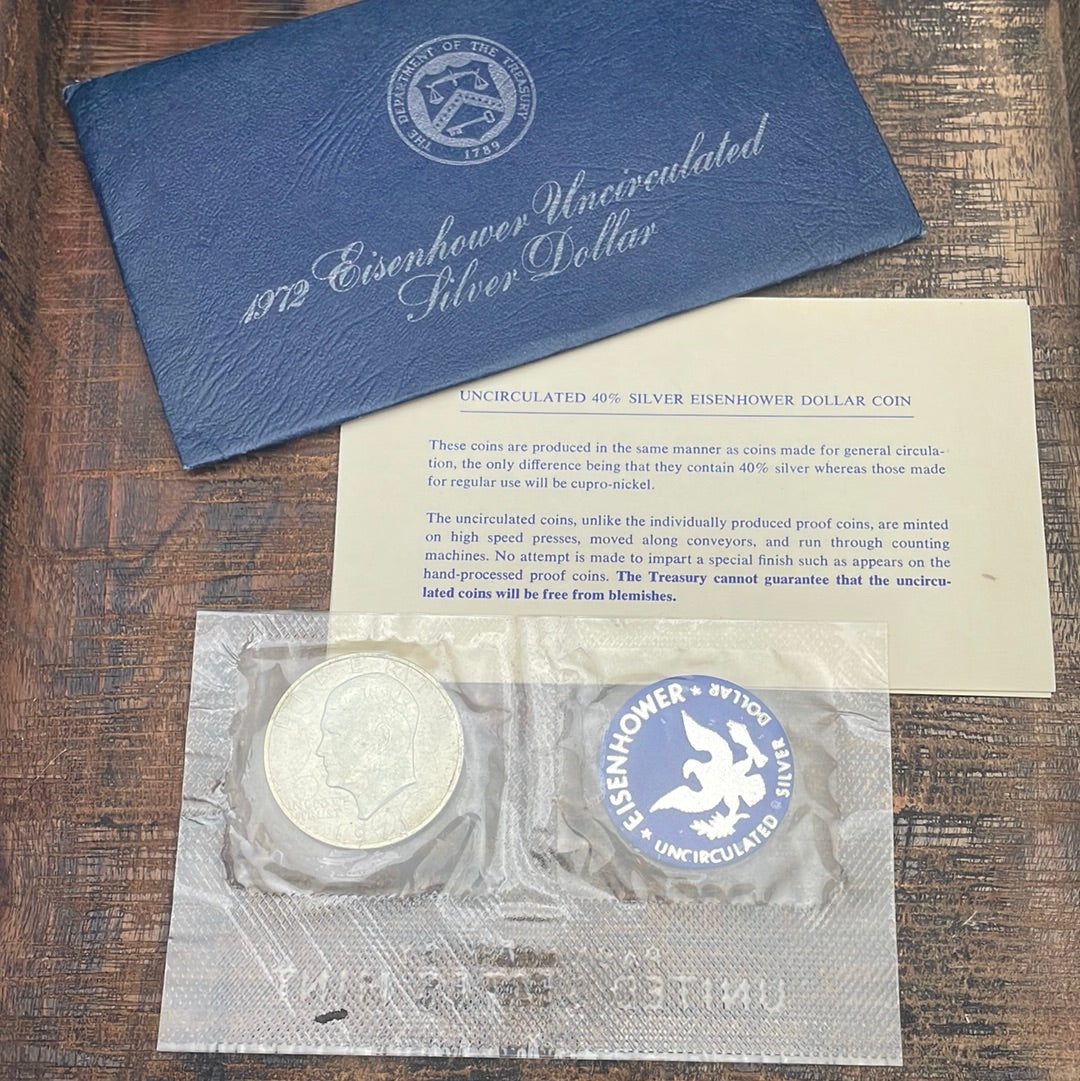 THE DEPARTMENT OF THE TREASURY
1789
1972 Eisenhower Uncirculated
Silver Dollar
UNCIRCULATED 40% SILVER EISENHOWER DOLLAR COIN
These coins are produced in the same manner as coins made for general circula-
tion, the only difference being that they contain 40% silver whereas those made
for regular use will be cupro-nickel.
The uncirculated coins, unlike the individually produced proof coins, are minted
on high speed presses, moved along conveyors, and run through counting
machines. No attempt is made to impart a special finish such as appears on the
hand-processed proof coins. The Treasury cannot guarantee that the uncircu-
lated coins will be free from blemishes.
EISENHOWER ★ DOLLAR
SILVER
★ UNCIRCULATED
UNITED STATES MINT